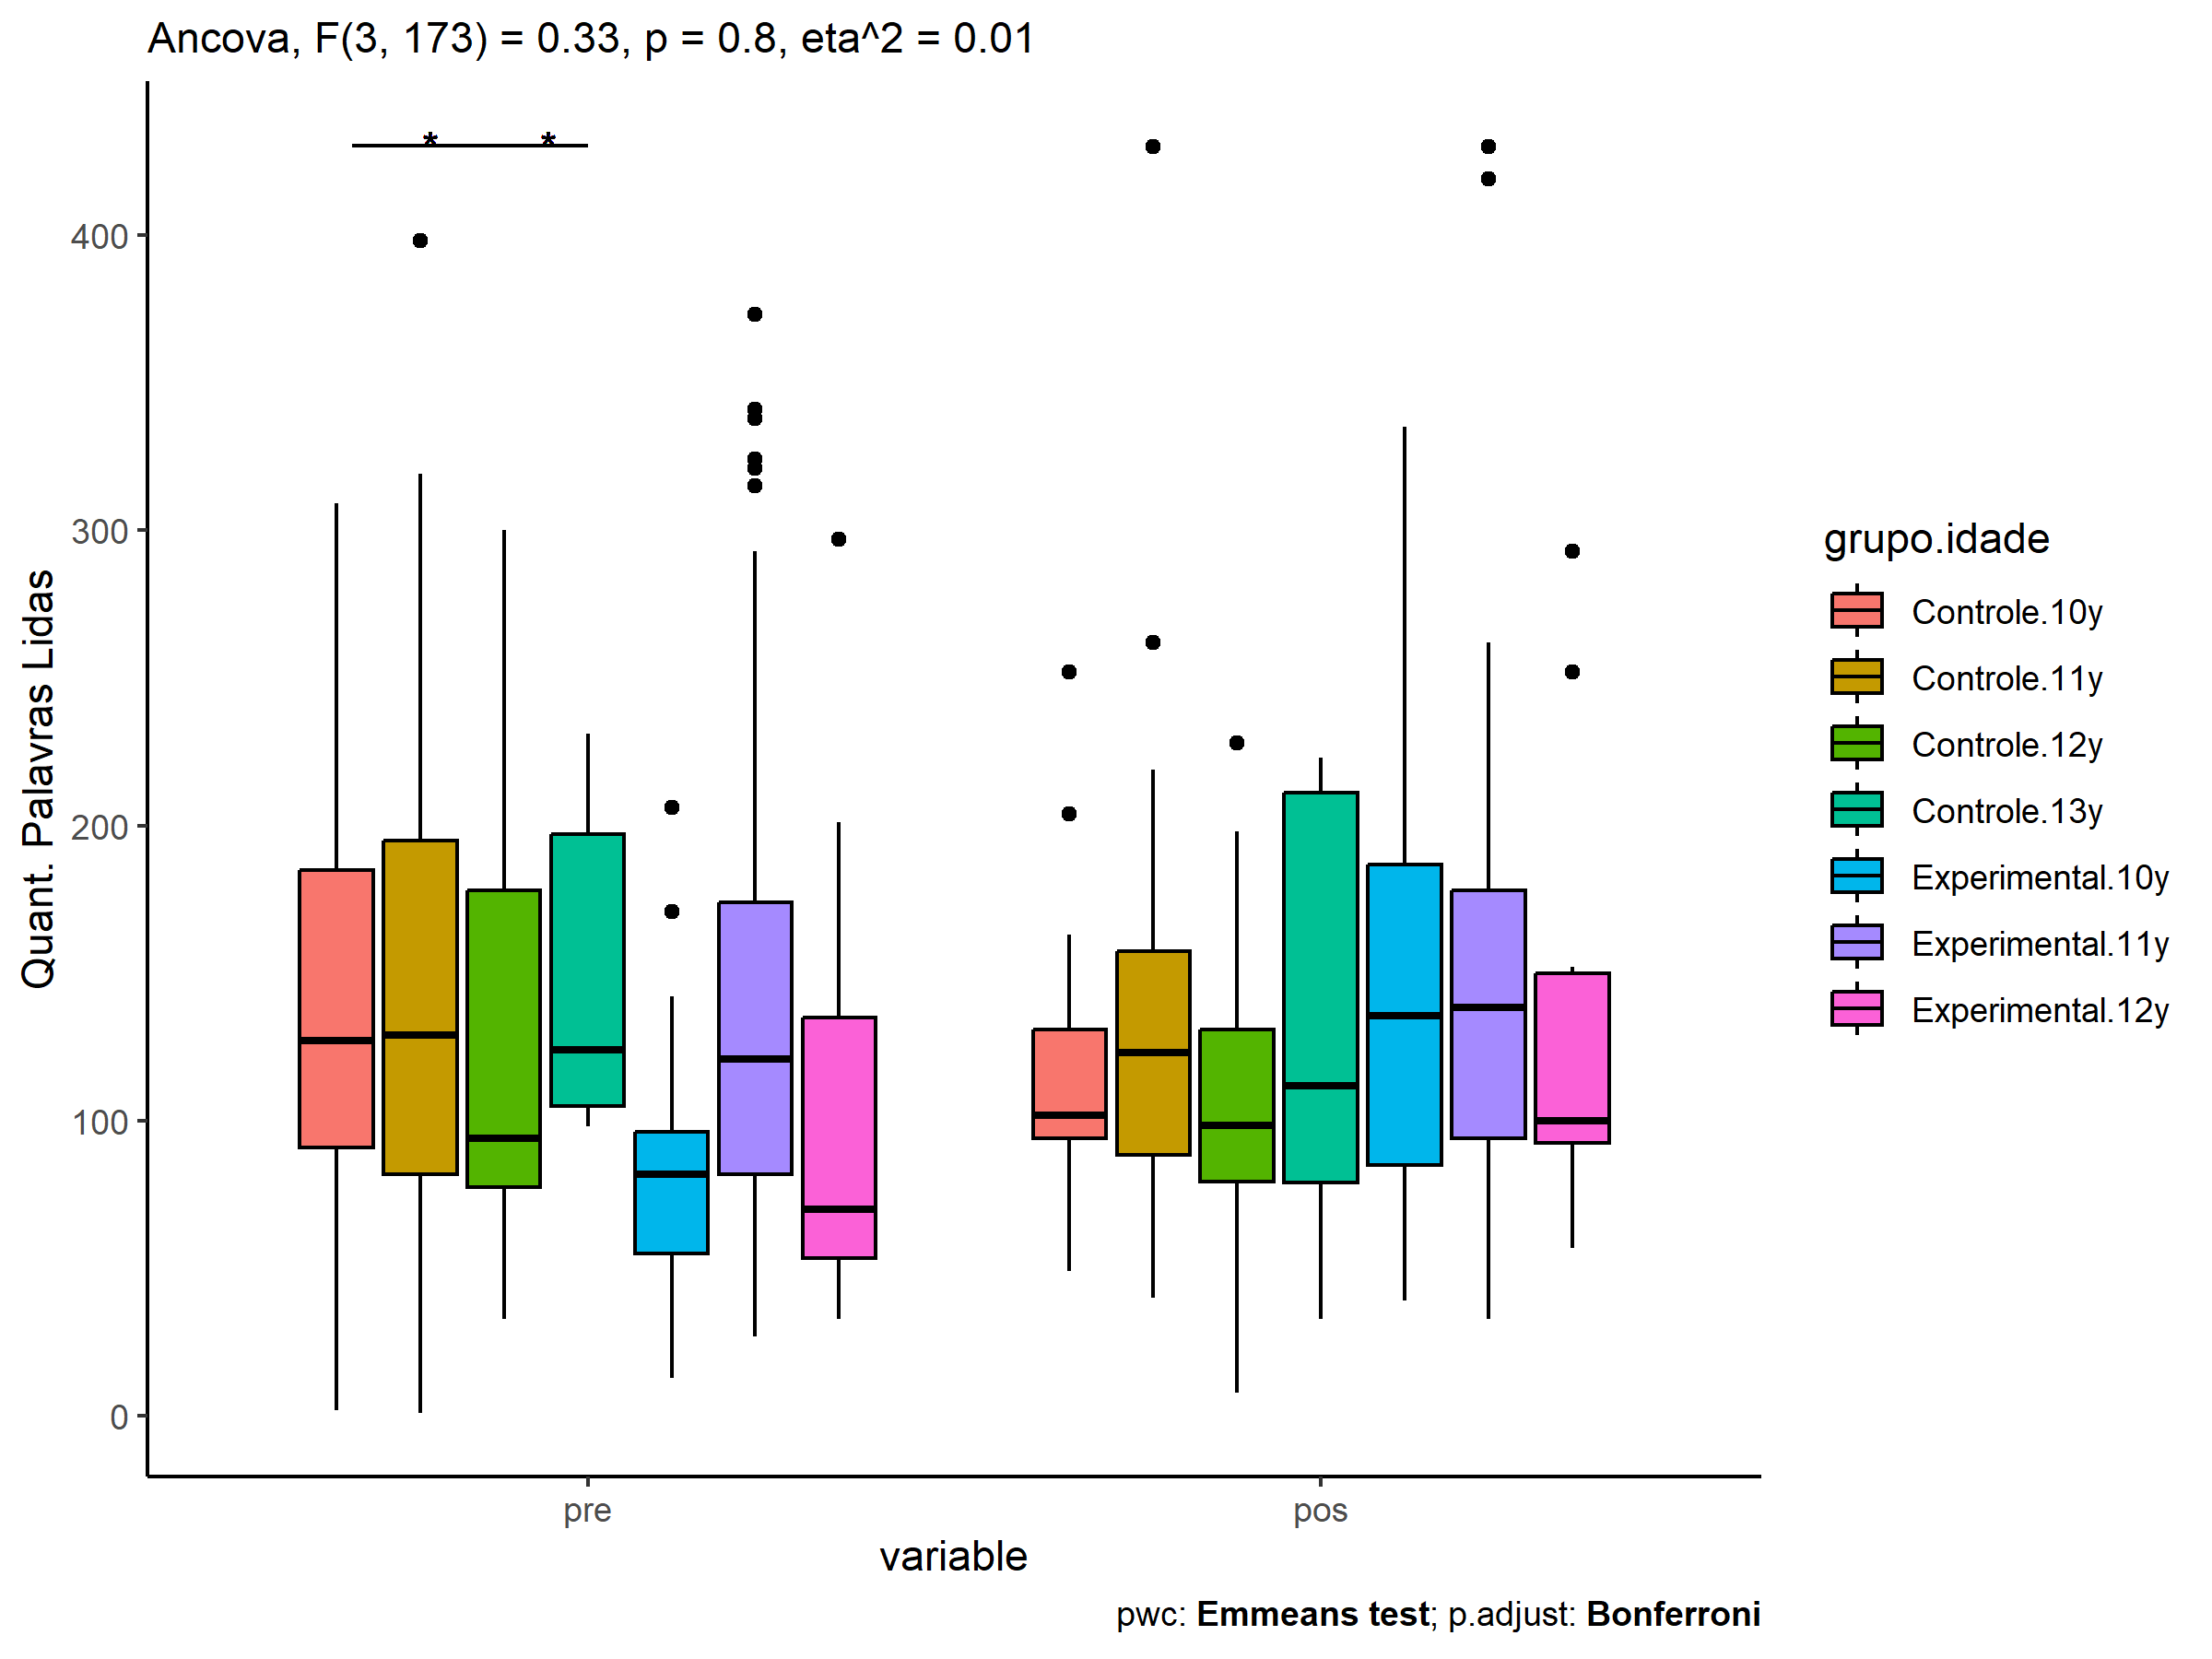 Ancova, F(3, 173) = 0.33, p = 0.8, eta^2 = 0.01
* *
400
300
200
100
0
Quant. Palavras Lidas
pre pos
variable
pwc: Emmeans test; p.adjust: Bonferroni
grupo.idade
Controle.10y
Controle.11y
Controle.12y
Controle.13y
Experimental.10y
Experimental.11y
Experimental.12y